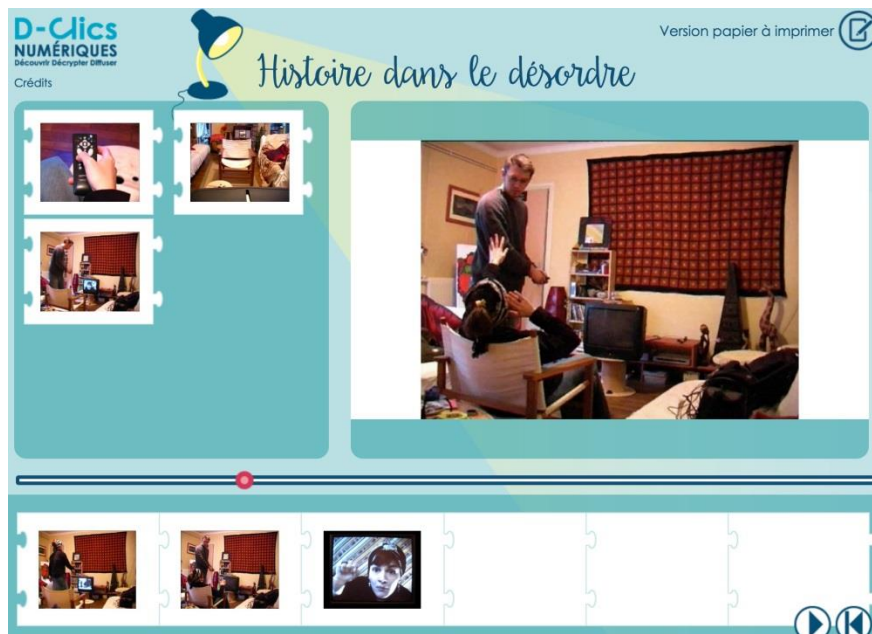 D-Clics
NUMÉRIQUES
Découvrir Décrypter Diffuser
Crédits
Histoire dans le désordre
Version papier à imprimer